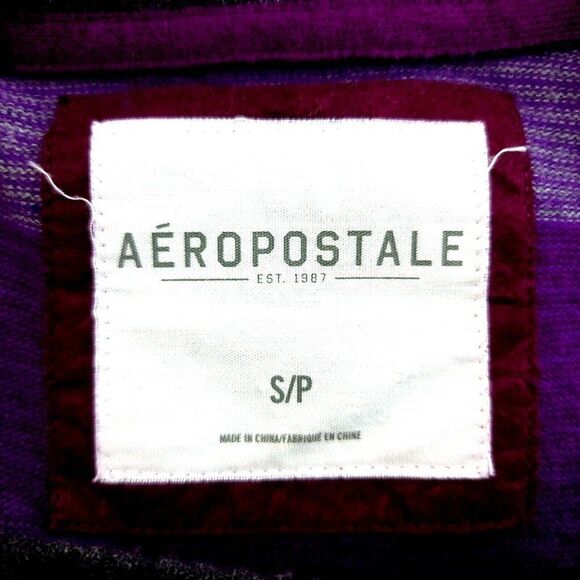 AÉROPOSTALE
EST. 1987
S/P
MADE IN CHINA/FABRIQUÉ EN CHINE